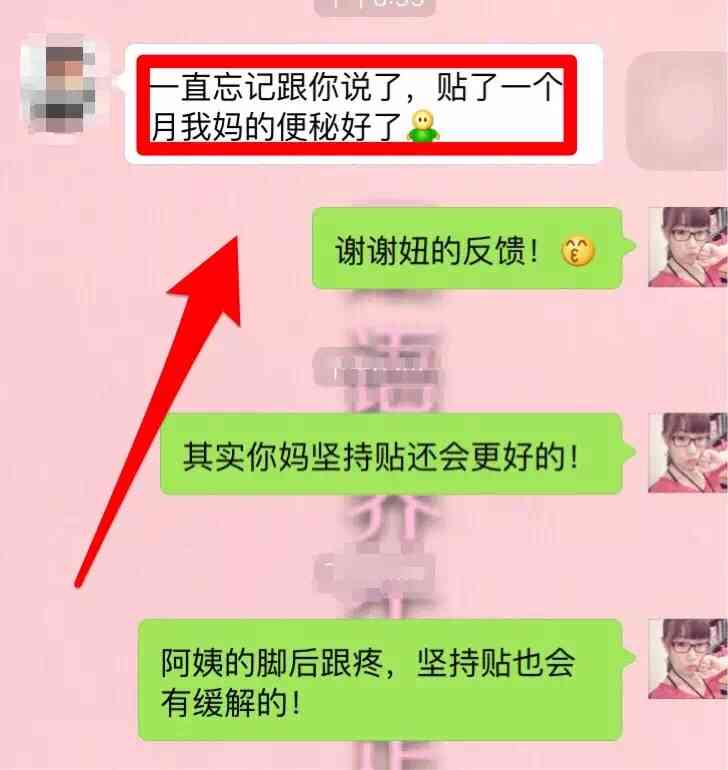 一直忘记跟你说了，贴了一个
月我妈的便秘好了
谢谢妞的反馈！
其实你妈坚持贴还会更好的！
阿姨的脚后跟疼，坚持贴也会
有缓解的！